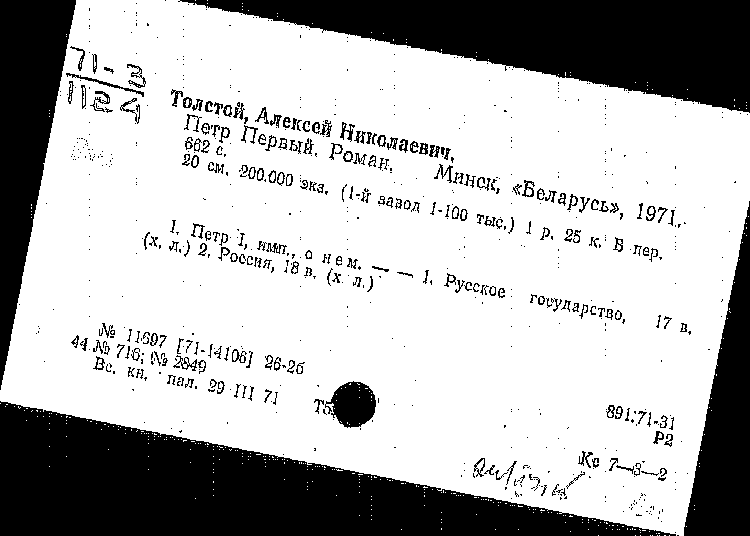 71-3
1124
Толстой, Алексей Николаевич.
Петр Первый. Роман. Минск, «Беларусь», 1971.
662 с.
20 см. 200.000 экз. (1-й завод 1-100 тыс.) 1 р. 25 к. В пер.
1. Петр I, имп., о нем. — — 1. Русское государство, 17 в.
(х. л.) 2. Россия, 18 в. (х. л.)
№ 11697 [71-14106] 26-26
44 № 716; № 2849
Вс. кн. пал. 29 III 71 Т5
891.71-31
Р2
Кс 7—8—2